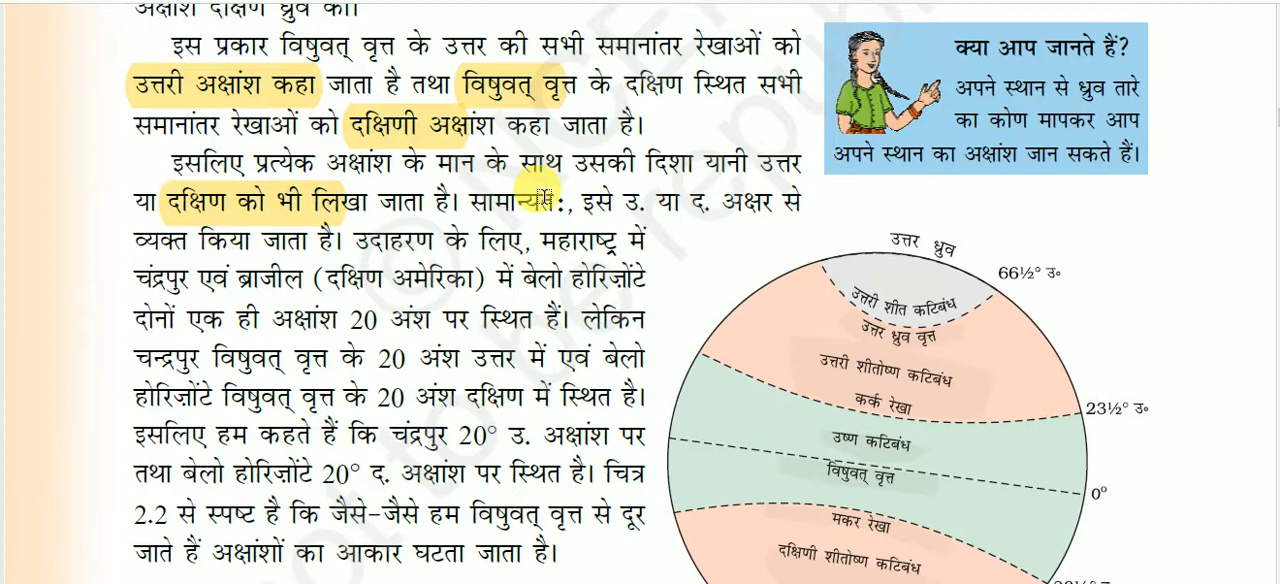 अक्षांश दक्षिण ध्रुव को।
इस प्रकार विषुवत् वृत्त के उत्तर की सभी समानांतर रेखाओं को
उत्तरी अक्षांश कहा जाता है तथा विषुवत् वृत्त के दक्षिण स्थित सभी
समानांतर रेखाओं को दक्षिणी अक्षांश कहा जाता है।
इसलिए प्रत्येक अक्षांश के मान के साथ उसकी दिशा यानी उत्तर
या दक्षिण को भी लिखा जाता है। सामान्यत:, इसे उ. या द. अक्षर से
व्यक्त किया जाता है। उदाहरण के लिए, महाराष्ट्र में
चंद्रपुर एवं ब्राजील (दक्षिण अमेरिका) में बेलो होरिज़ोंटे
दोनों एक ही अक्षांश 20 अंश पर स्थित हैं। लेकिन
चन्द्रपुर विषुवत् वृत्त के 20 अंश उत्तर में एवं बेलो
होरिज़ोंटे विषुवत् वृत्त के 20 अंश दक्षिण में स्थित है।
इसलिए हम कहते हैं कि चंद्रपुर 20° उ. अक्षांश पर
तथा बेलो होरिज़ोंटे 20° द. अक्षांश पर स्थित है। चित्र
2.2 से स्पष्ट है कि जैसे-जैसे हम विषुवत् वृत्त से दूर
जाते हैं अक्षांशों का आकार घटता जाता है।
क्या आप जानते हैं?
अपने स्थान से ध्रुव तारे
का कोण मापकर आप
अपने स्थान का अक्षांश जान सकते हैं।
उत्तर ध्रुव
66½° उ॰
उत्तरी शीत कटिबंध
उत्तर ध्रुव वृत्त
उत्तरी शीतोष्ण कटिबंध
कर्क रेखा
23½° उ॰
उष्ण कटिबंध
विषुवत् वृत्त
0°
मकर रेखा
दक्षिणी शीतोष्ण कटिबंध